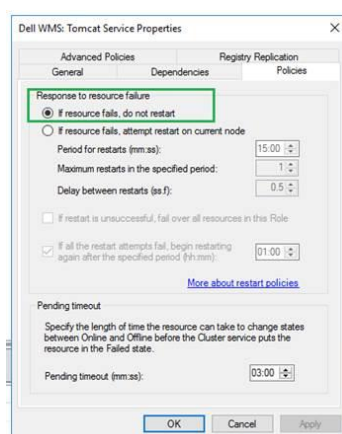 Dell WMS: Tomcat Service Properties
Advanced Policies
Registry Replication
General
Dependencies
Policies
Response to resource failure
If resource fails, do not restart
If resource fails, attempt restart on current node
Period for restarts (mm:ss):
15:00
Maximum restarts in the specified period:
1
Delay between restarts (ss.f):
0.5
If restart is unsuccessful, fail over all resources in this Role
If all the restart attempts fail, begin restarting
again after the specified period (hh:mm):
01:00
More about restart policies
Pending timeout
Specify the length of time the resource can take to change states
between Online and Offline before the Cluster service puts the
resource in the Failed state.
Pending timeout (mm:ss):
03:00
OK
Cancel
Apply